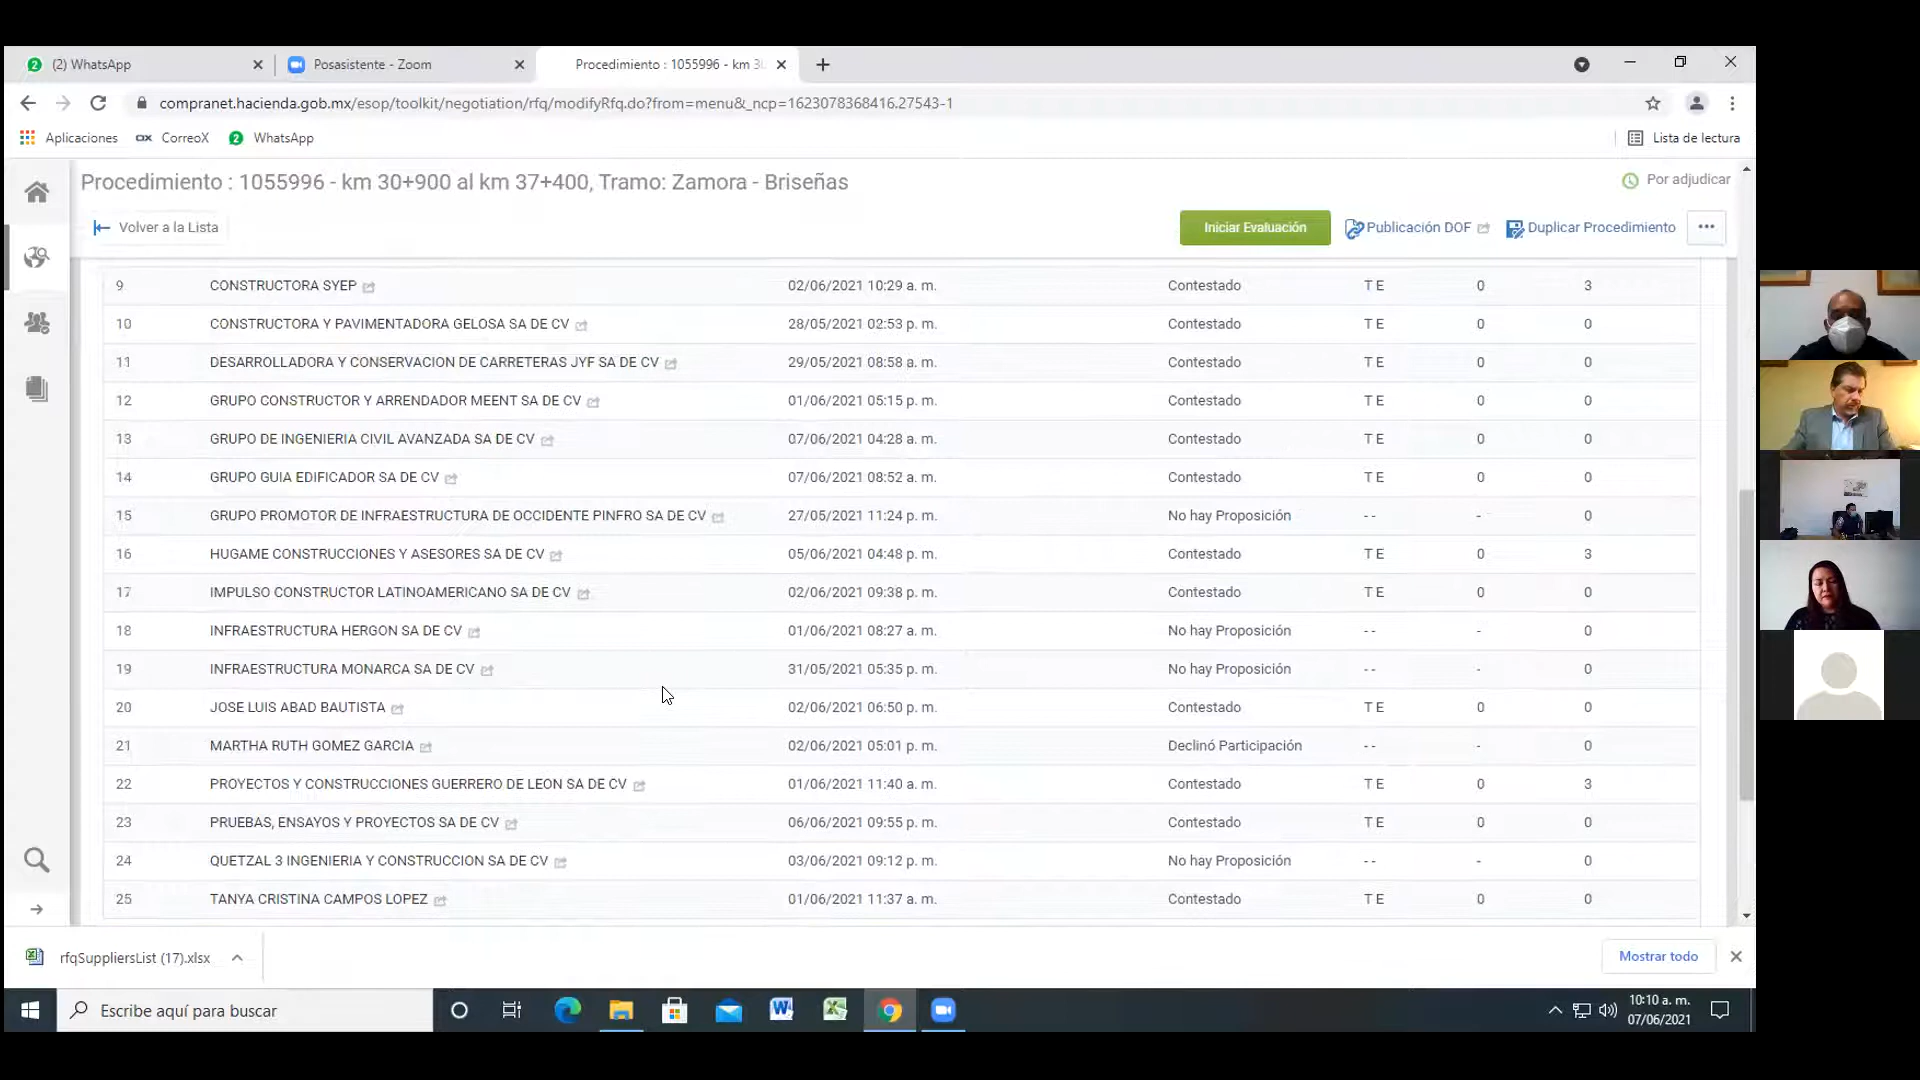 (2) WhatsApp
Posasistente - Zoom
Procedimiento : 1055996 - km 3
compranet.hacienda.gob.mx/esop/toolkit/negotiation/rfq/modifyRfq.do?from=menu&_ncp=1623078368416.27543-1
Aplicaciones
CorreoX
WhatsApp
Lista de lectura
Procedimiento : 1055996 - km 30+900 al km 37+400, Tramo: Zamora - Briseñas
Por adjudicar
Volver a la Lista
Iniciar Evaluación
Publicación DOF
Duplicar Procedimiento
9 CONSTRUCTORA SYEP 02/06/2021 10:29 a. m. Contestado T E 0 3
10 CONSTRUCTORA Y PAVIMENTADORA GELOSA SA DE CV 28/05/2021 02:53 p. m. Contestado T E 0 0
11 DESARROLLADORA Y CONSERVACION DE CARRETERAS JYF SA DE CV 29/05/2021 08:58 a. m. Contestado T E 0 0
12 GRUPO CONSTRUCTOR Y ARRENDADOR MEENT SA DE CV 01/06/2021 05:15 p. m. Contestado T E 0 0
13 GRUPO DE INGENIERIA CIVIL AVANZADA SA DE CV 07/06/2021 04:28 a. m. Contestado T E 0 0
14 GRUPO GUIA EDIFICADOR SA DE CV 07/06/2021 08:52 a. m. Contestado T E 0 0
15 GRUPO PROMOTOR DE INFRAESTRUCTURA DE OCCIDENTE PINFRO SA DE CV 27/05/2021 11:24 p. m. No hay Proposición - - - 0
16 HUGAME CONSTRUCCIONES Y ASESORES SA DE CV 05/06/2021 04:48 p. m. Contestado T E 0 3
17 IMPULSO CONSTRUCTOR LATINOAMERICANO SA DE CV 02/06/2021 09:38 p. m. Contestado T E 0 0
18 INFRAESTRUCTURA HERGON SA DE CV 01/06/2021 08:27 a. m. No hay Proposición - - - 0
19 INFRAESTRUCTURA MONARCA SA DE CV 31/05/2021 05:35 p. m. No hay Proposición - - - 0
20 JOSE LUIS ABAD BAUTISTA 02/06/2021 06:50 p. m. Contestado T E 0 0
21 MARTHA RUTH GOMEZ GARCIA 02/06/2021 05:01 p. m. Declinó Participación - - - 0
22 PROYECTOS Y CONSTRUCCIONES GUERRERO DE LEON SA DE CV 01/06/2021 11:40 a. m. Contestado T E 0 3
23 PRUEBAS, ENSAYOS Y PROYECTOS SA DE CV 06/06/2021 09:55 p. m. Contestado T E 0 0
24 QUETZAL 3 INGENIERIA Y CONSTRUCCION SA DE CV 03/06/2021 09:12 p. m. No hay Proposición - - - 0
25 TANYA CRISTINA CAMPOS LOPEZ 01/06/2021 11:37 a. m. Contestado T E 0 0
rfqSuppliersList (17).xlsx
Mostrar todo
Escribe aquí para buscar
10:10 a. m.
07/06/2021